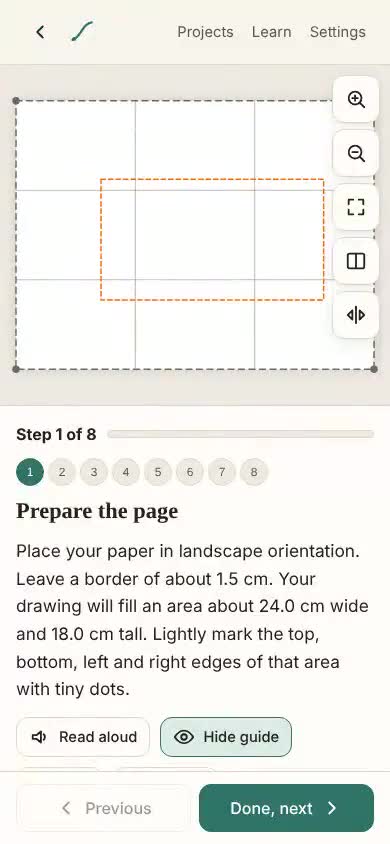 Projects Learn Settings
Step 1 of 8
1 2 3 4 5 6 7 8
Prepare the page
Place your paper in landscape orientation.
Leave a border of about 1.5 cm. Your
drawing will fill an area about 24.0 cm wide
and 18.0 cm tall. Lightly mark the top,
bottom, left and right edges of that area
with tiny dots.
Read aloud Hide guide
Previous Done, next